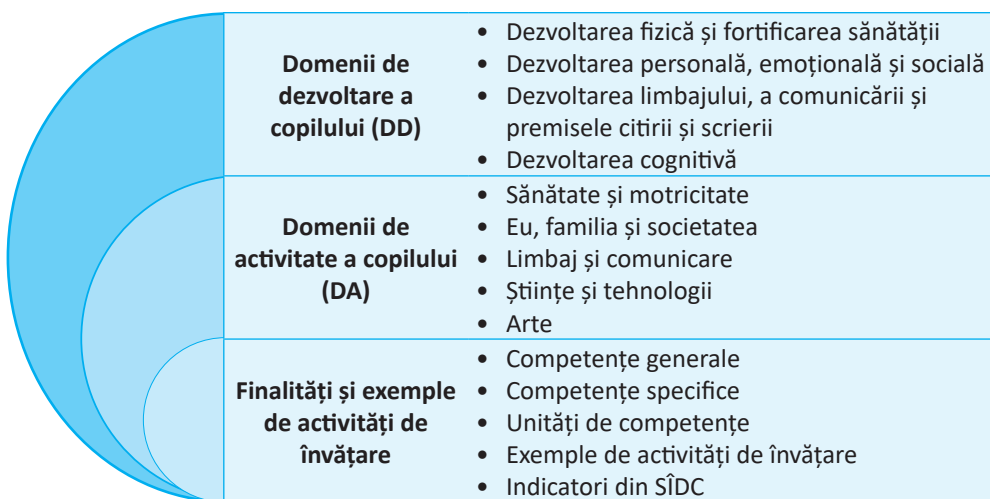 Domenii de
dezvoltare a
copilului (DD)
• Dezvoltarea fizică și fortificarea sănătății
• Dezvoltarea personală, emoțională și socială
• Dezvoltarea limbajului, a comunicării și
premisele citirii și scrierii
• Dezvoltarea cognitivă
Domenii de
activitate a copilului
(DA)
• Sănătate și motricitate
• Eu, familia și societatea
• Limbaj și comunicare
• Științe și tehnologii
• Arte
Finalități și exemple
de activități de
învățare
• Competențe generale
• Competențe specifice
• Unități de competențe
• Exemple de activități de învățare
• Indicatori din SÎDC